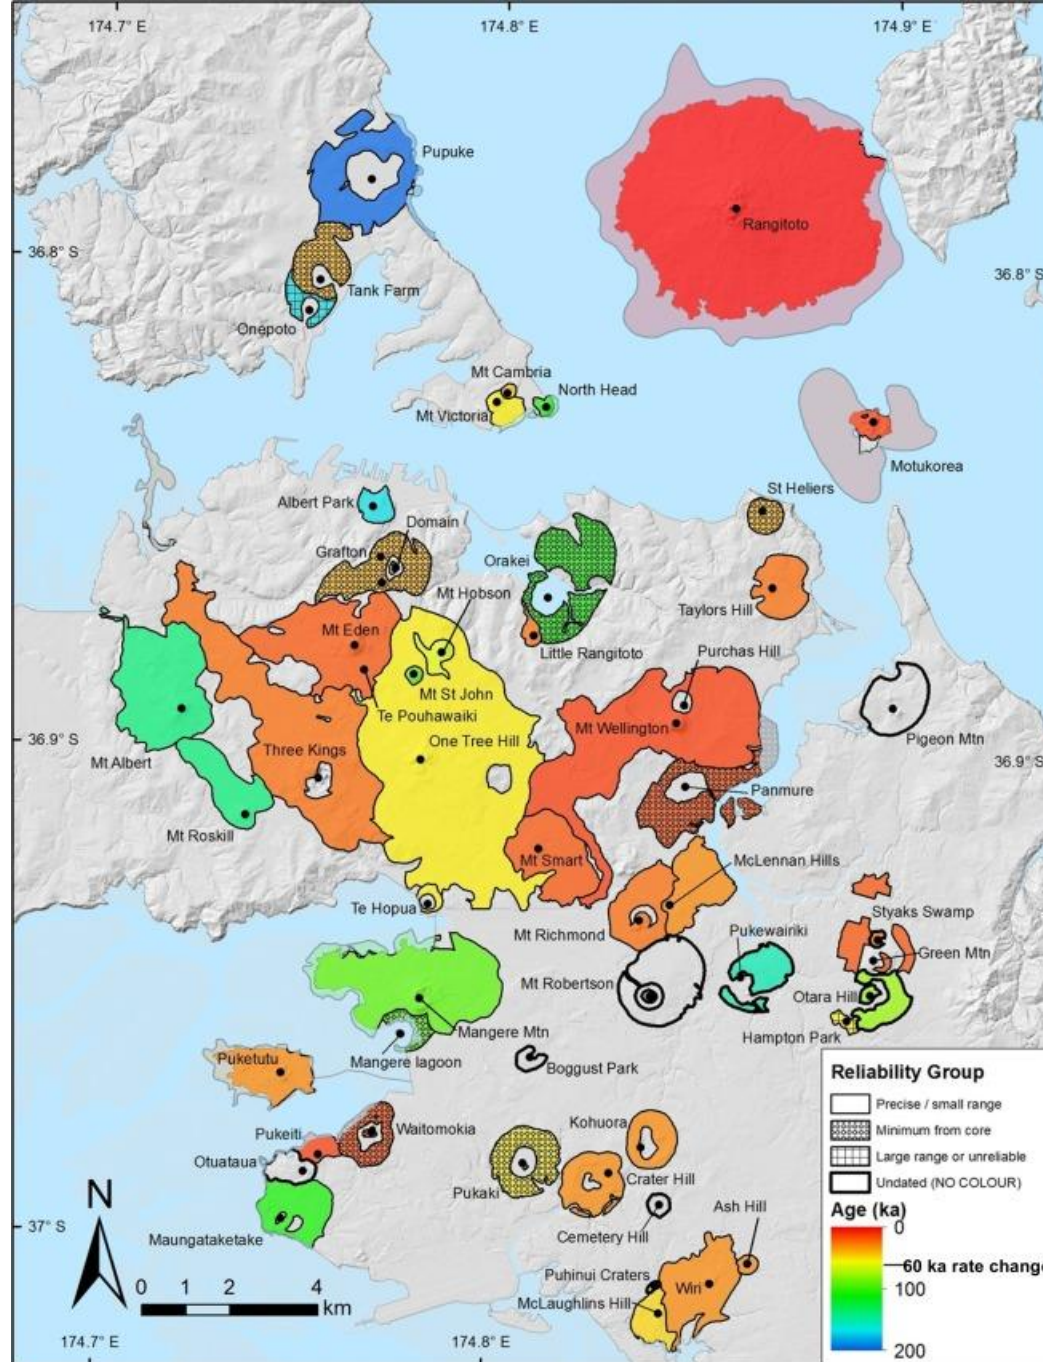 174.7° E
174.8° E
174.9° E
Pupuke
Rangitoto
36.8° S
36.8° S
Tank Farm
Onepoto
Mt Cambria
North Head
Mt Victoria
Motukorea
St Heliers
Albert Park
Domain
Grafton
Orakei
Mt Hobson
Taylors Hill
Mt Eden
Little Rangitoto
Purchas Hill
Mt St John
Te Pouhawaiki
Mt Wellington
One Tree Hill
Pigeon Mtn
Three Kings
36.9° S
36.9° S
Mt Albert
Panmure
Mt Roskill
Mt Smart
McLennan Hills
Te Hopua
Styaks Swamp
Mt Richmond
Pukewairiki
Green Mtn
Mt Robertson
Otara Hill
Mangere Mtn
Hampton Park
Mangere lagoon
Puketutu
Boggust Park
Reliability Group
Precise / small range
Minimum from core
Large range or unreliable
Undated (NO COLOUR)
Age (ka)
0
60 ka rate change
100
200
Kohuora
Waitomokia
Pukeiti
Otuataua
Crater Hill
Pukaki
N
Ash Hill
37° S
Cemetery Hill
Maungataketake
Puhinui Craters
Wiri
0 1 2 4
km
McLaughlins Hill
174.7° E
174.8° E